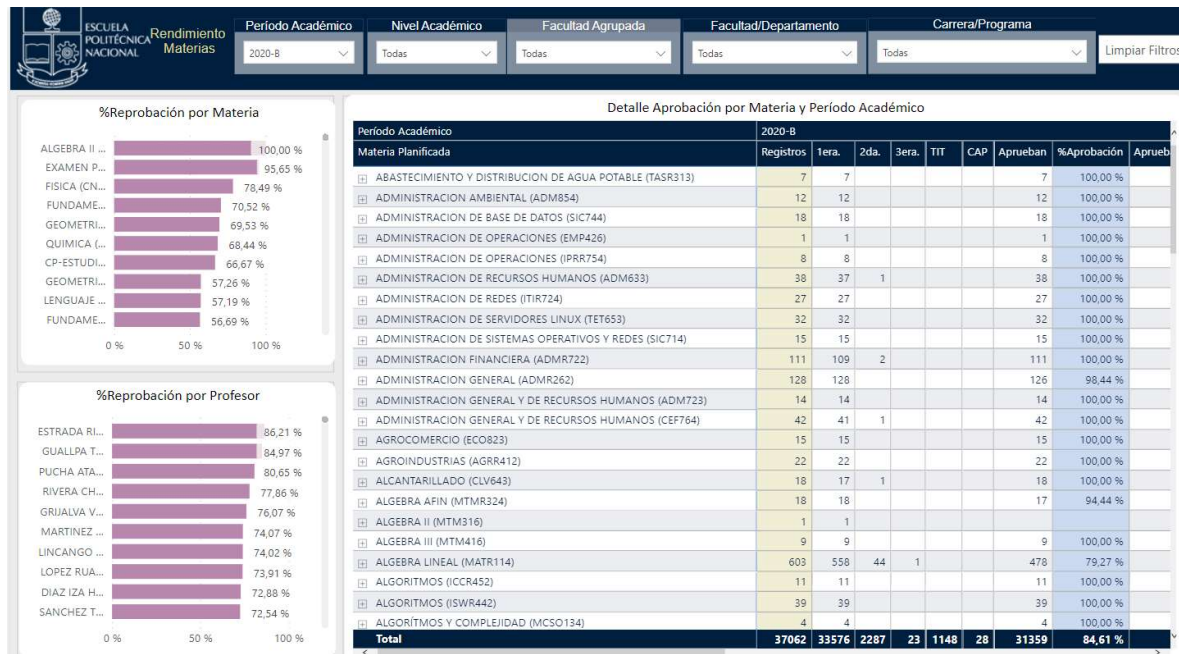 ESCUELA
POLITÉCNICA
NACIONAL
Rendimiento
Materias
Período Académico Nivel Académico Facultad Agrupada Facultad/Departamento Carrera/Programa
2020-B Todas Todas Todas Todas Limpiar Filtros
%Reprobación por Materia
ALGEBRA II ... 100,00 %
EXAMEN P... 95,65 %
FISICA (CN... 78,49 %
FUNDAME... 70,52 %
GEOMETRI... 69,53 %
QUIMICA (... 68,44 %
CP-ESTUDI... 66,67 %
GEOMETRI... 57,26 %
LENGUAJE ... 57,19 %
FUNDAME... 56,69 %
0 % 50 % 100 %
%Reprobación por Profesor
ESTRADA RI... 86,21 %
GUALLPA T... 84,97 %
PUCHA ATA... 80,65 %
RIVERA CH... 77,86 %
GRIJALVA V... 76,07 %
MARTINEZ ... 74,07 %
LINCANGO ... 74,02 %
LOPEZ RUA... 73,91 %
DIAZ IZA H... 72,88 %
SANCHEZ T... 72,54 %
0 % 50 % 100 %
Detalle Aprobación por Materia y Período Académico
Período Académico 2020-B
Materia Planificada Registros 1era. 2da. 3era. TIT CAP Aprueban %Aprobación Aprueb
ABASTECIMIENTO Y DISTRIBUCION DE AGUA POTABLE (TASR313) 7 7 7 100,00 %
ADMINISTRACION AMBIENTAL (ADM854) 12 12 12 100,00 %
ADMINISTRACION DE BASE DE DATOS (SIC744) 18 18 18 100,00 %
ADMINISTRACION DE OPERACIONES (EMP426) 1 1 1 100,00 %
ADMINISTRACION DE OPERACIONES (IPRR754) 8 8 8 100,00 %
ADMINISTRACION DE RECURSOS HUMANOS (ADM633) 38 37 1 38 100,00 %
ADMINISTRACION DE REDES (ITIR724) 27 27 27 100,00 %
ADMINISTRACION DE SERVIDORES LINUX (TET653) 32 32 32 100,00 %
ADMINISTRACION DE SISTEMAS OPERATIVOS Y REDES (SIC714) 15 15 15 100,00 %
ADMINISTRACION FINANCIERA (ADMR722) 111 109 2 111 100,00 %
ADMINISTRACION GENERAL (ADMR262) 128 128 126 98,44 %
ADMINISTRACION GENERAL Y DE RECURSOS HUMANOS (ADM723) 14 14 14 100,00 %
ADMINISTRACION GENERAL Y DE RECURSOS HUMANOS (CEF764) 42 41 1 42 100,00 %
AGROCOMERCIO (ECO823) 15 15 15 100,00 %
AGROINDUSTRIAS (AGRR412) 22 22 22 100,00 %
ALCANTARILLADO (CLV643) 18 17 1 18 100,00 %
ALGEBRA AFIN (MTMR324) 18 18 17 94,44 %
ALGEBRA II (MTM316) 1 1
ALGEBRA III (MTM416) 9 9 9 100,00 %
ALGEBRA LINEAL (MATR114) 603 558 44 1 478 79,27 %
ALGORITMOS (ICCR452) 11 11 11 100,00 %
ALGORITMOS (ISWR442) 39 39 39 100,00 %
ALGORÍTMOS Y COMPLEJIDAD (MCSO134) 4 4 4 100,00 %
Total 37062 33576 2287 23 1148 28 31359 84,61 %